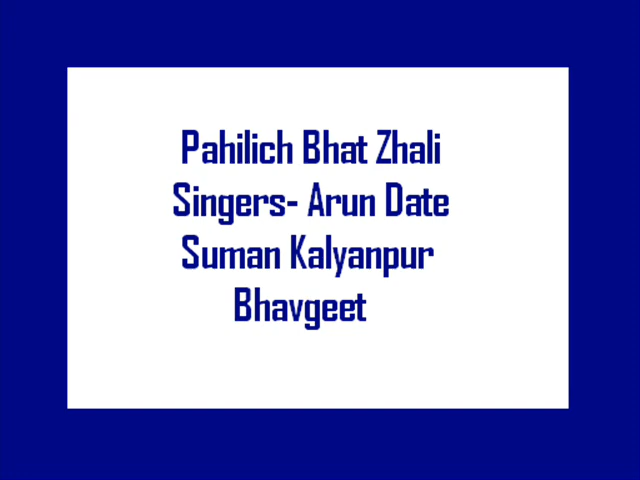 Pahilich Bhat Zhali
Singers- Arun Date
Suman Kalyanpur
Bhavgeet